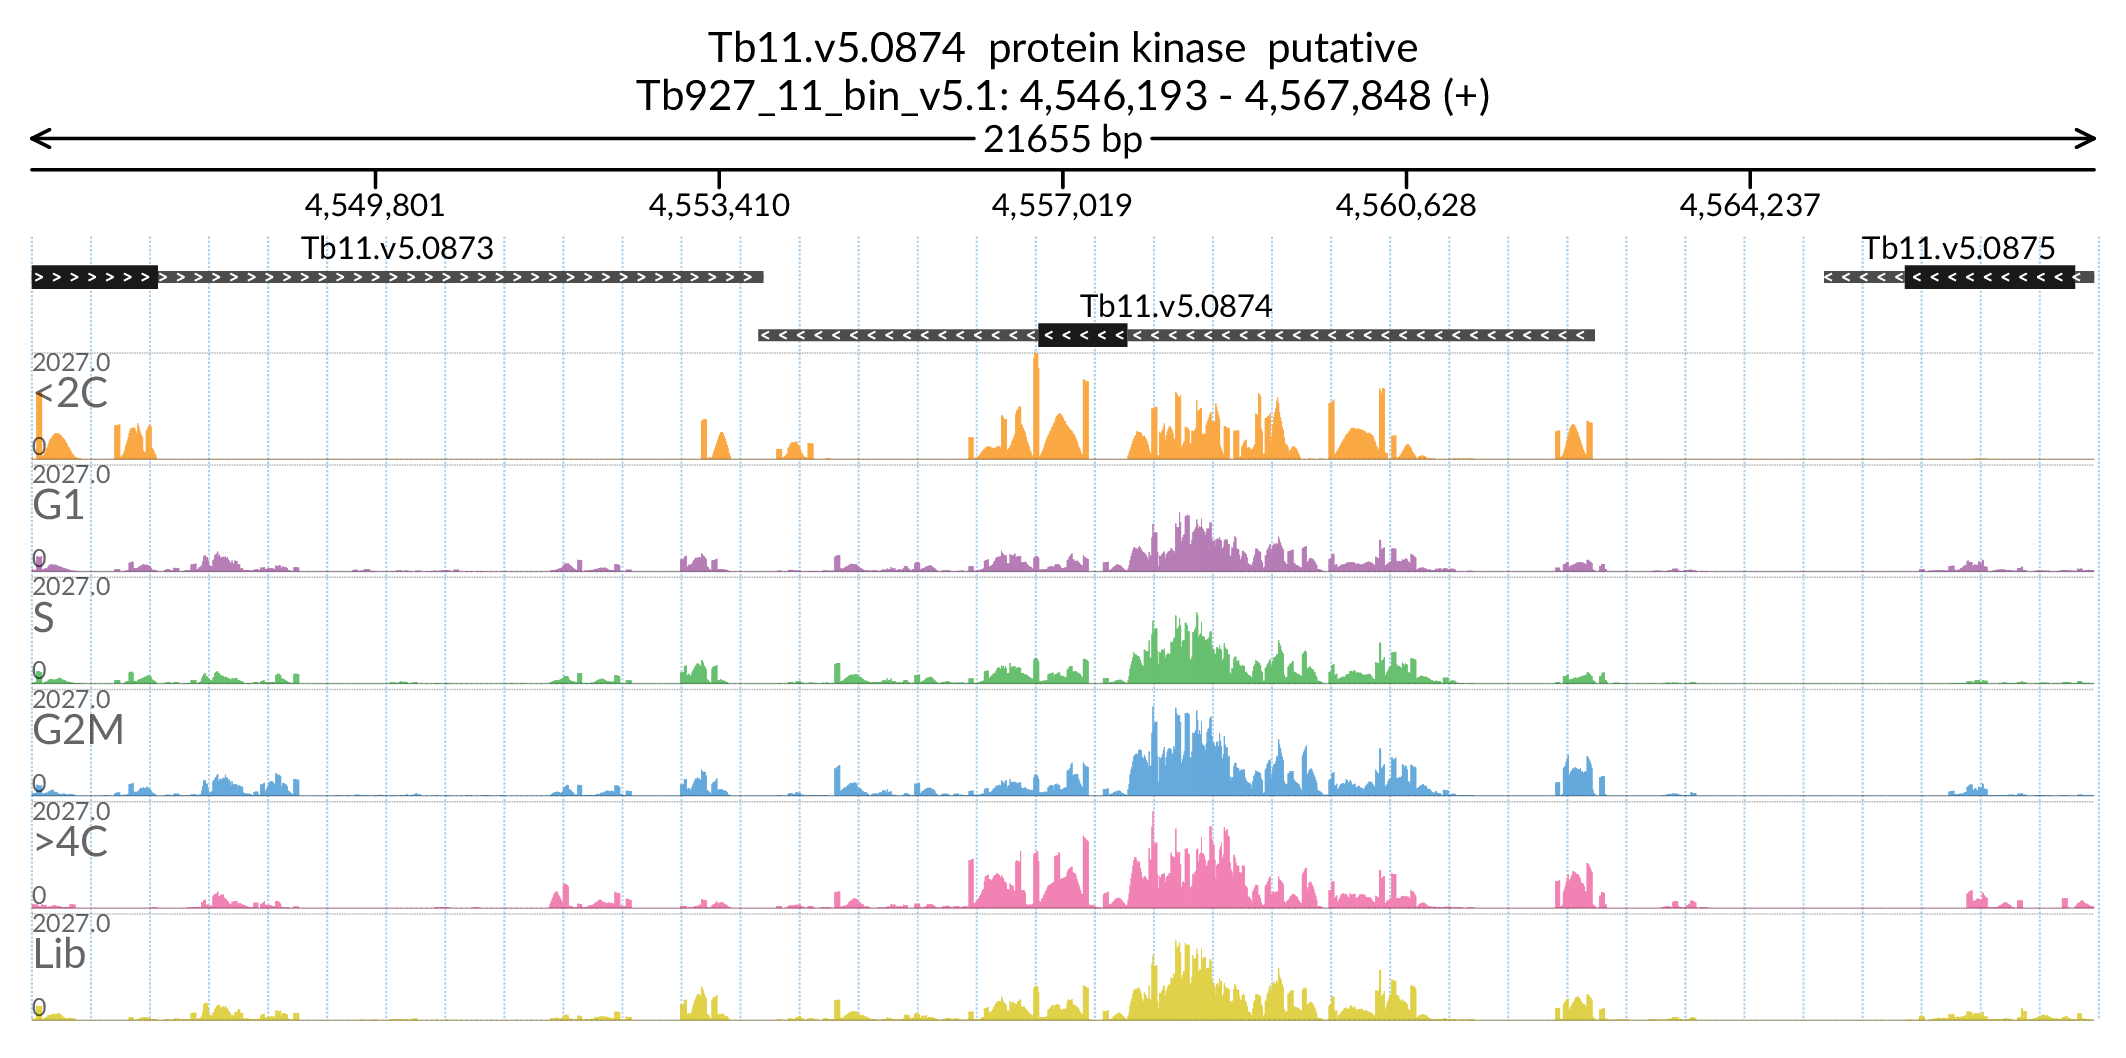 Tb11.v5.0874 protein kinase putative
Tb927_11_bin_v5.1: 4,546,193 - 4,567,848 (+)
21655 bp
4,549,801 4,553,410 4,557,019 4,560,628 4,564,237
Tb11.v5.0873 Tb11.v5.0875
Tb11.v5.0874
2027.0
<2C
0
2027.0
G1
0
2027.0
S
0
2027.0
G2M
0
2027.0
>4C
0
2027.0
Lib
0